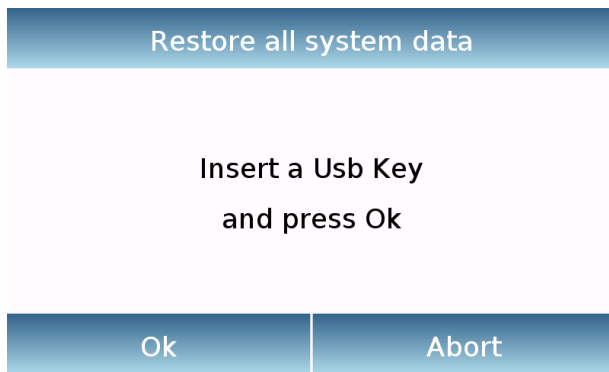 Restore all system data
Insert a Usb Key
and press Ok
Ok
Abort